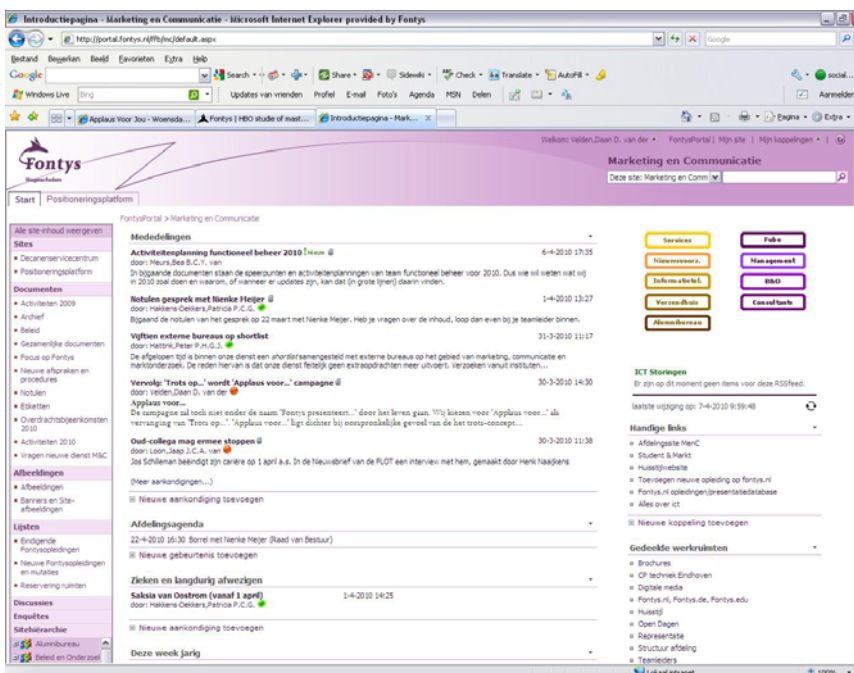 Introductiepagina - Marketing en Communicatie - Microsoft Internet Explorer provided by Fontys
http://portal.fontys.nl/ffb/mc/default.aspx
Google
Bestand Bewerken Beeld Favorieten Extra Help
Google Search Share Sidewiki Check Translate AutoFill social...
Windows Live Bing Updates van vrienden Profiel E-mail Foto's Agenda MSN Delen Aanmelden
Applaus Voor Jou - Woensda... Fontys | HBO studie of mast... Introductiepagina - Mark... X Pagina Extra
Welkom: Velden,Daan D. van der FontysPortal | Mijn site | Mijn koppelingen
Fontys
Hogescholen
Marketing en Communicatie
Deze site: Marketing en Comm
Start Positioneringsplatform
FontysPortal > Marketing en Communicatie
Alle site-inhoud weergeven
Sites
Decanenservicecentrum
Positioneringsplatform
Documenten
Activiteiten 2009
Archief
Beleid
Gezamenlijke documenten
Focus op Fontys
Nieuwe afspraken en
procedures
Notulen
Etiketten
Overdrachtsbijeenkomsten
2010
Activiteiten 2010
Vragen nieuwe dienst M&C
Afbeeldingen
Afbeeldingen
Banners en Site-
afbeeldingen
Lijsten
Eindigende
Fontysopleidingen
Nieuwe Fontysopleidingen
en mutaties
Reservering ruimten
Discussies
Enquêtes
Sitehiërarchie
Alumnibureau
Beleid en Onderzoek
Mededelingen
Activiteitenplanning functioneel beheer 2010 Nieuw 6-4-2010 17:35
door: Meurs,Bea B.C.Y. van
In bijgaande documenten staan de speerpunten en activiteitenplanningen van team functioneel beheer voor 2010. Dus wie wil weten wat wij
in 2010 zoal doen en waarom, of wanneer er updates zijn, kan dat (in grote lijnen) daarin vinden.
Notulen gesprek met Nienke Meijer 1-4-2010 13:27
door: Hakkens-Oekkers,Patricia P.C.G.
Bijgaand de notulen van het gesprek op 22 maart met Nienke Meijer. Heb je vragen over de inhoud, loop dan even bij je teamleider binnen.
Vijftien externe bureaus op shortlist 31-3-2010 11:17
door: Hattink,Peter P.H.G.J.
De afgelopen tijd is binnen onze dienst een shortlist samengesteld met externe bureaus op het gebied van marketing, communicatie en
marktonderzoek. De reden hiervan is dat onze dienst feitelijk geen extraopdrachten meer uitvoert. Verzoeken vanuit instituten,...
Vervolg: 'Trots op...' wordt 'Applaus voor...' campagne 30-3-2010 14:30
door: Velden,Daan D. van der
Applaus voor...
De campagne zal toch niet onder de naam 'Fontys presenteert...' door het leven gaan. Wij kiezen voor 'Applaus voor...' als
vervanging van 'Trots op...'. 'Applaus voor...' ligt dichter bij oorspronkelijke gevoel van de het trots-concept...
Oud-collega mag ermee stoppen 30-3-2010 11:38
door: Loon,Jaap J.C.A. van
Jos Schilleman beëindigt zijn carière op 1 april a.s. In de Nieuwsbrief van de FLOT een interview met hem, gemaakt door Henk Naaijkens
(Meer aankondigingen...)
Nieuwe aankondiging toevoegen
Afdelingsagenda
22-4-2010 16:30 Borrel met Nienke Meijer (Raad van Bestuur)
Nieuwe gebeurtenis toevoegen
Zieken en langdurig afwezigen
Saksia van Oostrom (vanaf 1 april) 1-4-2010 14:25
door: Hakkens-Oekkers,Patricia P.C.G.
Nieuwe aankondiging toevoegen
Deze week jarig
Services Fube
Nieuwsvoorz. Management
Informatiel. B&O
Verzendhuis Consultants
Alumnibureau
ICT Storingen
Er zijn op dit moment geen items voor deze RSSfeed.
laatste wijziging op: 7-4-2010 9:59:48
Handige links
Afdelingssite MenC
Student & Markt
Huisstijlwebsite
Toevoegen nieuwe opleiding op fontys.nl
Fontys.nl opleidingen/presentatiedatabase
Alles over ict
Nieuwe koppeling toevoegen
Gedeelde werkruimten
Brochures
CP techniek Eindhoven
Digitale media
Fontys.nl, Fontys.de, Fontys.edu
Huisstijl
Open Dagen
Representatie
Structuur afdeling
Teamleiders
Lokaal intranet 100%